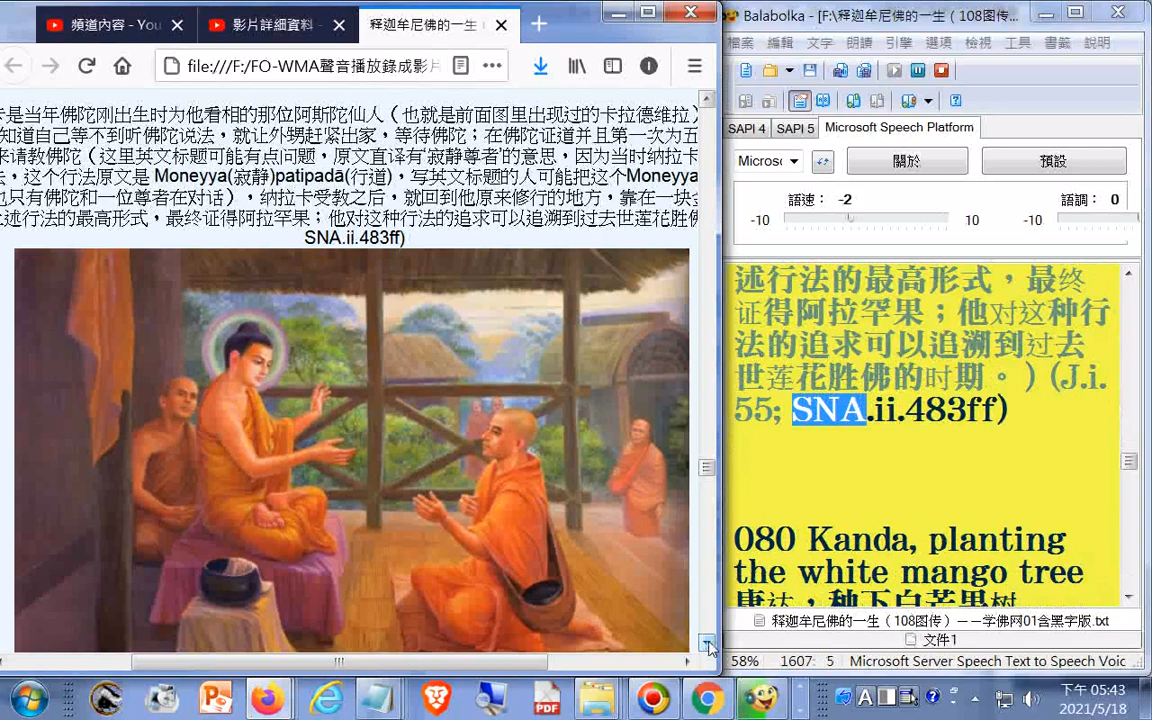 頻道內容 - You
影片詳細資料 -
释迦牟尼佛的一生
file:///F:/FO-WMA聲音播放錄成影片
是当年佛陀刚出生时为他看相的那位阿斯陀仙人（也就是前面图里出现过的卡拉德维拉）
知道自己等不到听佛陀说法，就让外甥赶紧出家，等待佛陀；在佛陀证道并且第一次为五
来请教佛陀（这里英文标题可能有点问题，原文直译有'寂静尊者'的意思，因为当时纳拉卡
，这个行法原文是 Moneyya(寂静)patipadā(行道)，写英文标题的人可能把这个Moneyya
也只有佛陀和一位尊者在对话），纳拉卡受教之后，就回到他原来修行的地方，靠在一块
述行法的最高形式，最终证得阿拉罕果；他对这种行法的追求可以追溯到过去世莲花胜佛
SNA.ii.483ff)
Balabolka - [F:\释迦牟尼佛的一生（108图传...
檔案 編輯 文字 朗讀 引擎 選項 檢視 工具 書籤 說明
SAPI 4 SAPI 5 Microsoft Speech Platform
Microsc 關於 預設
語速： -2 語調： 0
-10 10 -10
述行法的最高形式，最终
证得阿拉罕果；他对这种行
法的追求可以追溯到过去
世莲花胜佛的时期。）(J.i.
55; SNA.ii.483ff)
080 Kanda, planting
the white mango tree
康达，种下白芒果树
释迦牟尼佛的一生（108图传）——学佛网01含黑字版.txt
文件1
58% 1607: 5 Microsoft Server Speech Text to Speech Voic
PDF
A
下午 05:43
2021/5/18